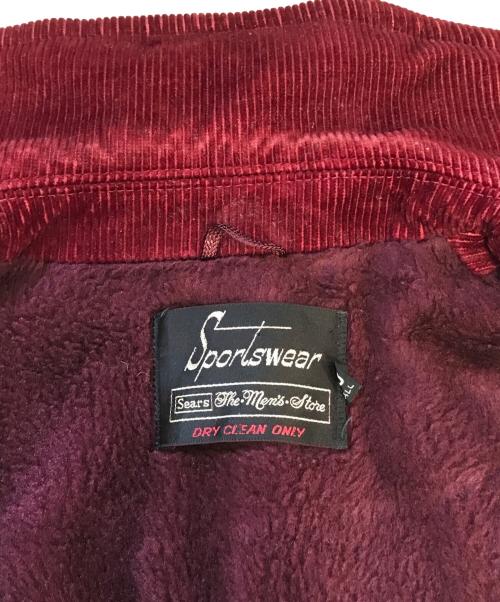 Sportswear
Sears The·Men's·Store
DRY CLEAN ONLY